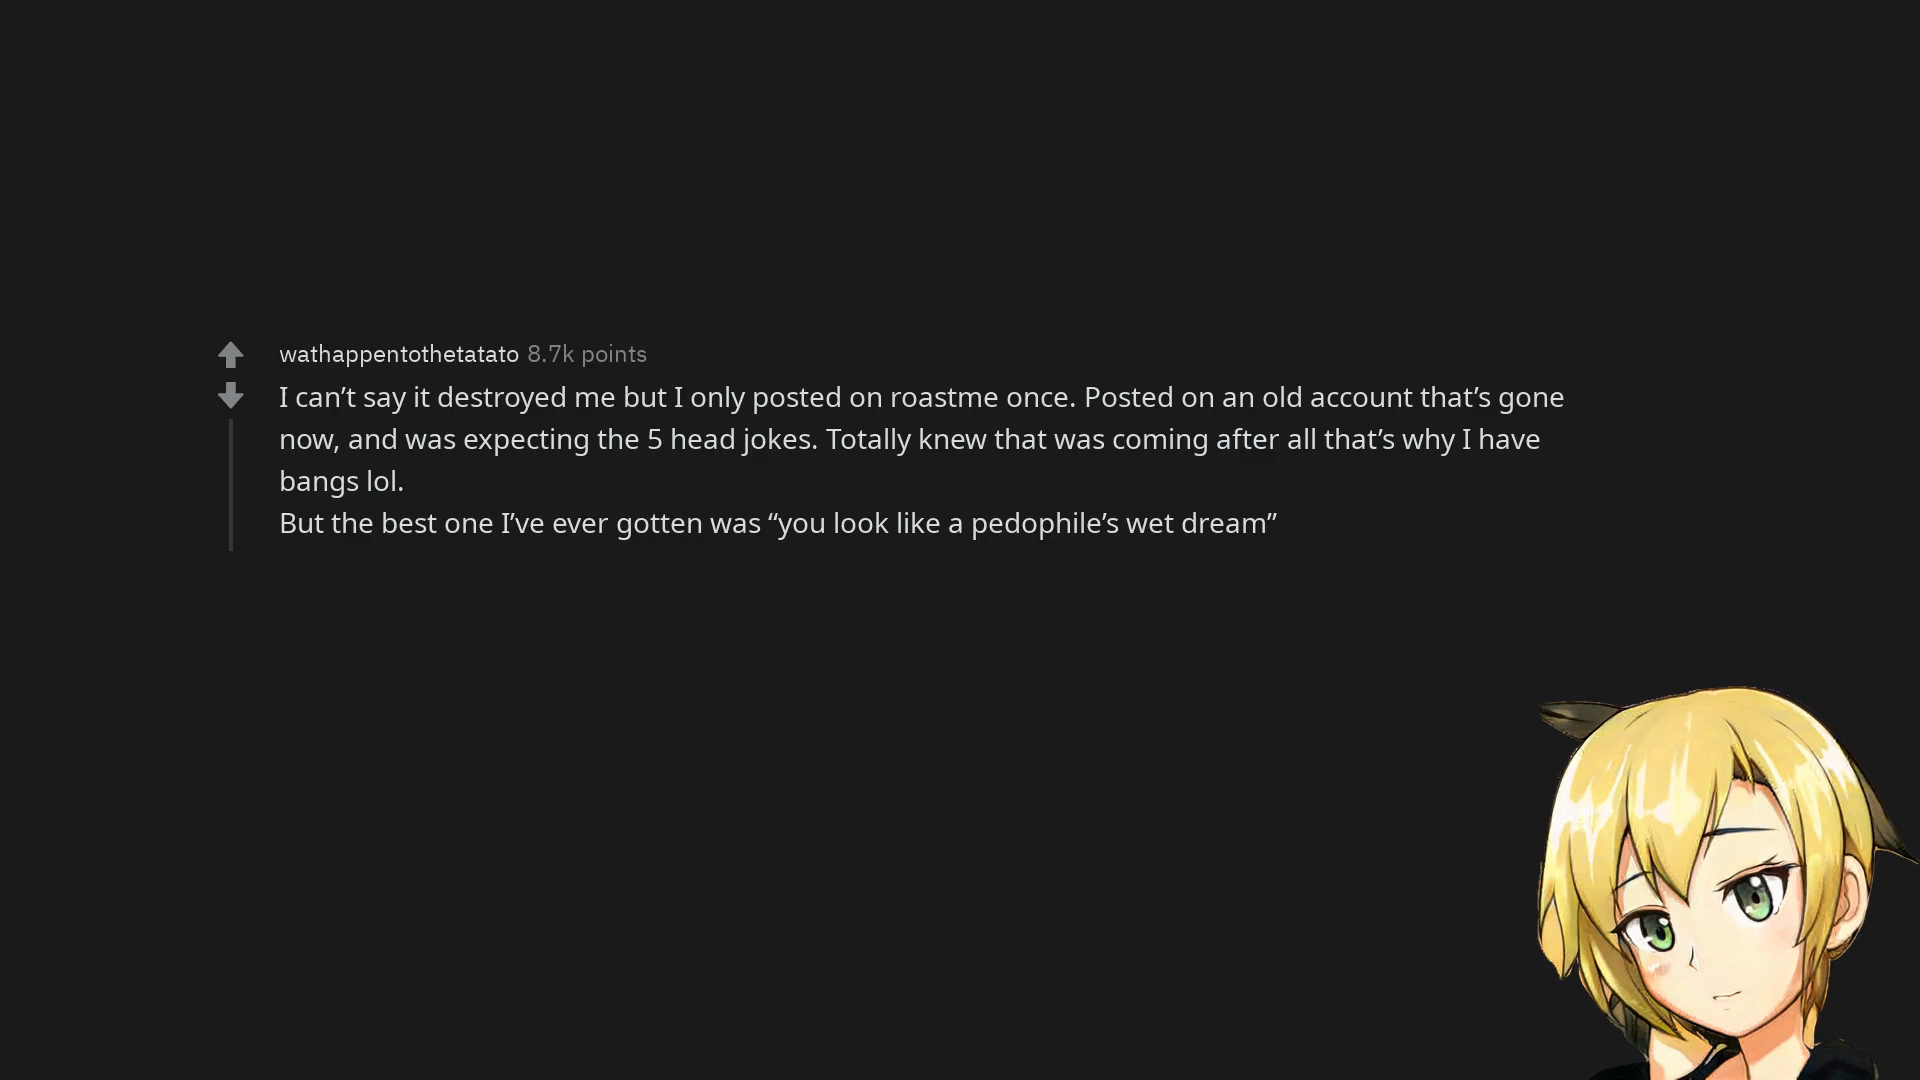 wathappentothetatato 8.7k points
I can’t say it destroyed me but I only posted on roastme once. Posted on an old account that’s gone
now, and was expecting the 5 head jokes. Totally knew that was coming after all that’s why I have
bangs lol.
But the best one I’ve ever gotten was “you look like a pedophile’s wet dream”